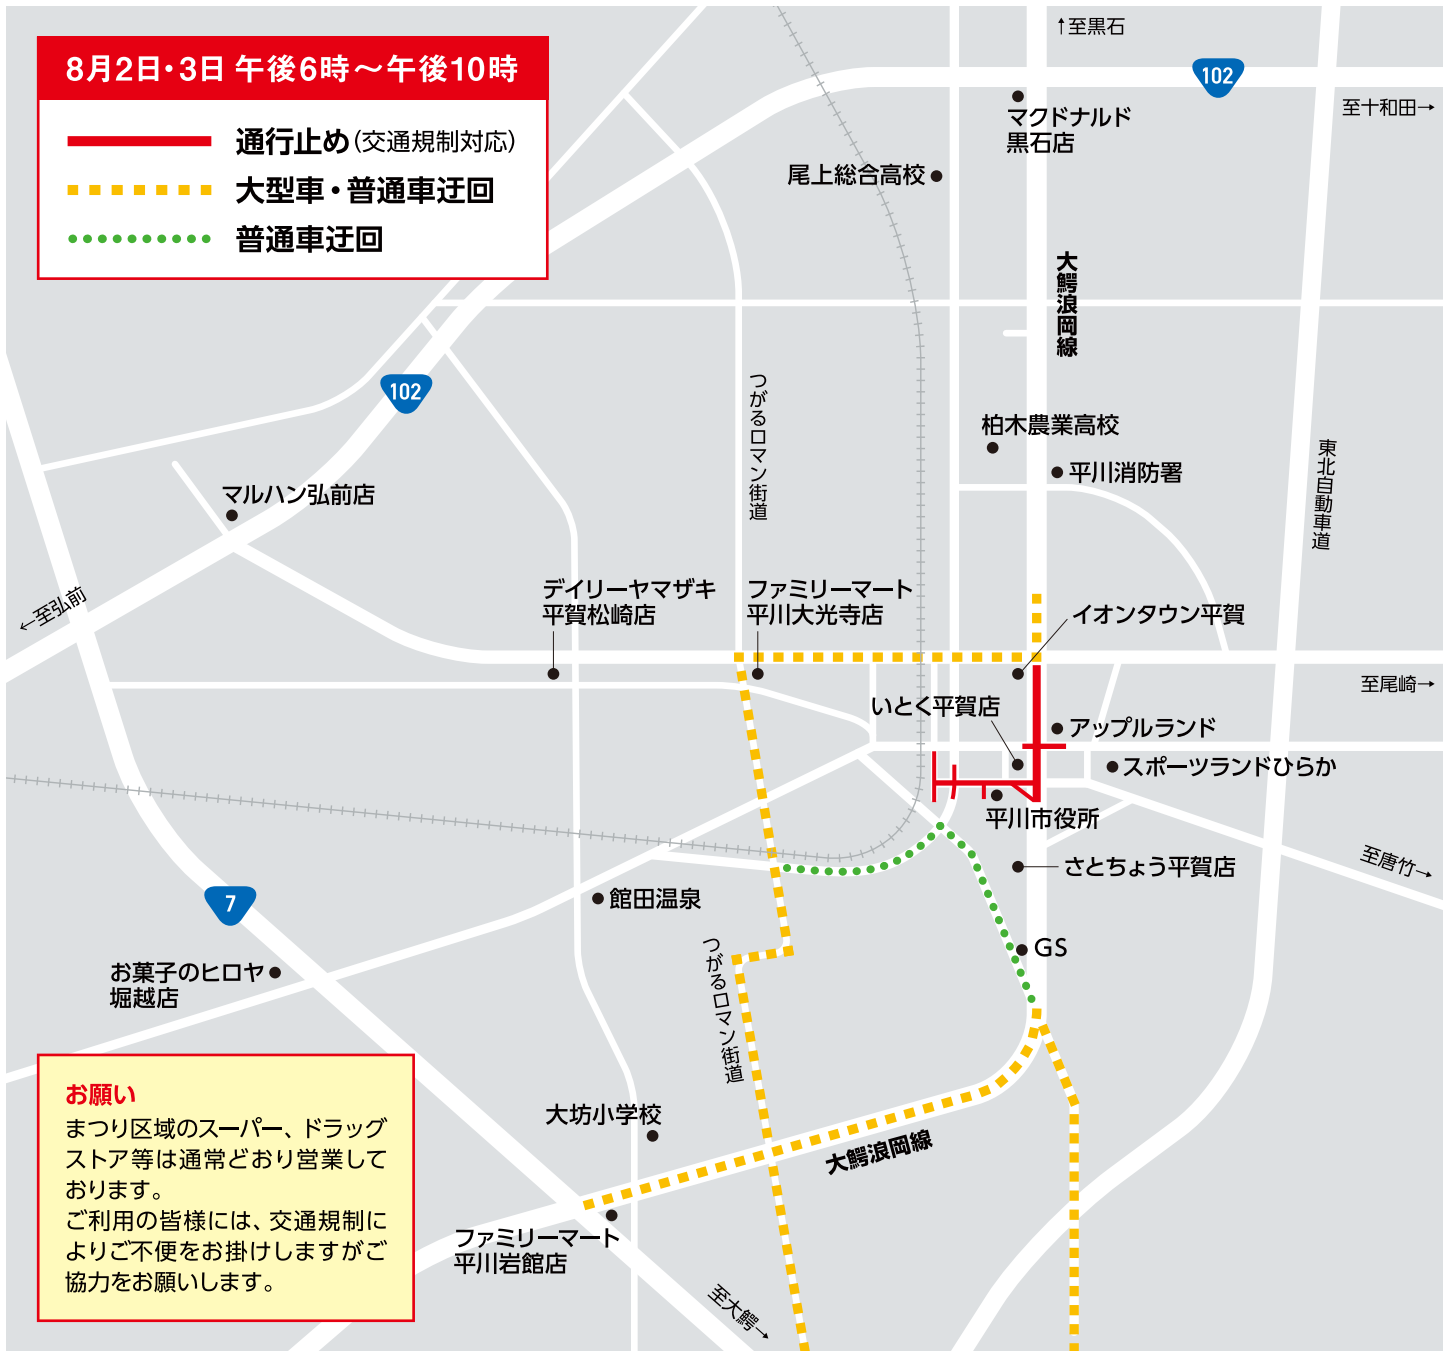 8月2日・3日 午後6時～午後10時
通行止め（交通規制対応）
大型車・普通車迂回
普通車迂回
↑至黒石
102
至十和田→
マクドナルド
黒石店
尾上総合高校
大鰐浪岡線
102
つがるロマン街道
柏木農業高校
平川消防署
東北自動車道
マルハン弘前店
←至弘前
デイリーヤマザキ
平賀松崎店
ファミリーマート
平川大光寺店
イオンタウン平賀
至尾崎→
いとく平賀店
アップルランド
スポーツランドひらか
平川市役所
至唐竹→
さとちょう平賀店
7
館田温泉
GS
お菓子のヒロヤ
堀越店
つがるロマン街道
大坊小学校
大鰐浪岡線
ファミリーマート
平川岩館店
至大鰐→
お願い
まつり区域のスーパー、ドラッグ
ストア等は通常どおり営業して
おります。
ご利用の皆様には、交通規制に
よりご不便をお掛けしますがご
協力をお願いします。